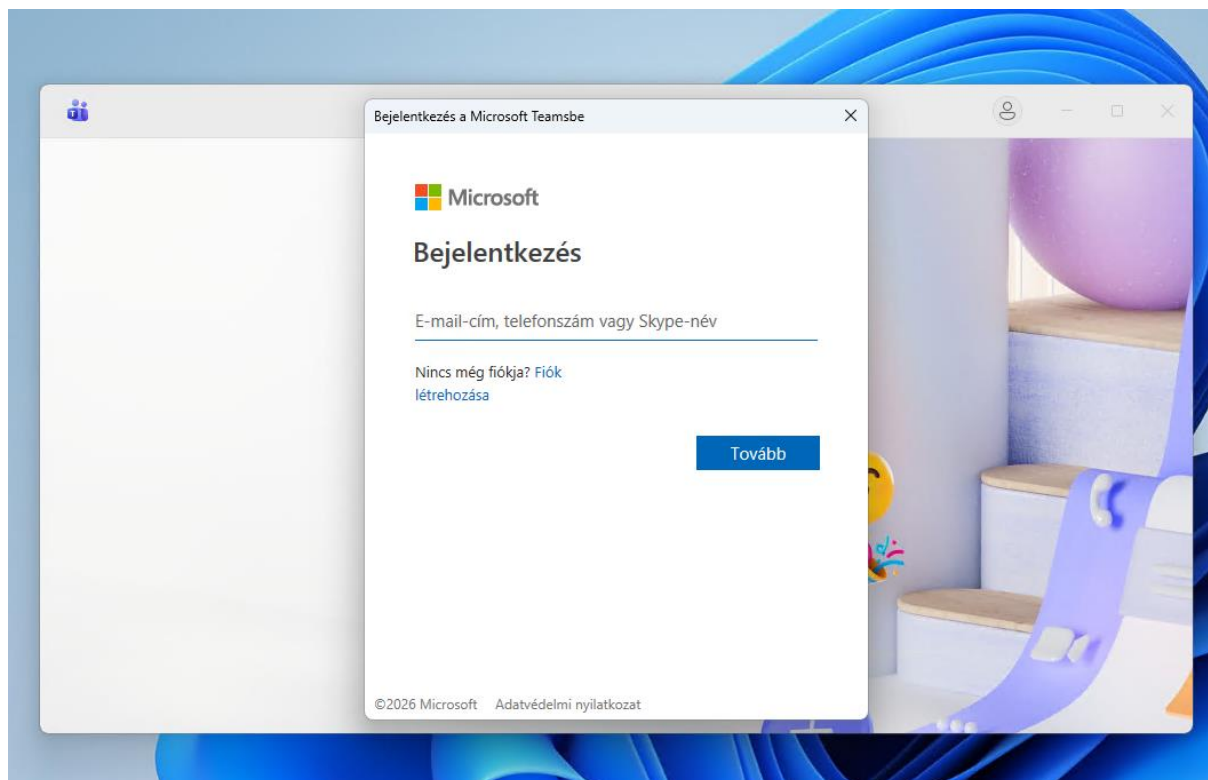 Bejelentkezés a Microsoft Teamsbe
Microsoft
Bejelentkezés
E-mail-cím, telefonszám vagy Skype-név
Nincs még fiókja? Fiók
létrehozása
Tovább
©2026 Microsoft Adatvédelmi nyilatkozat